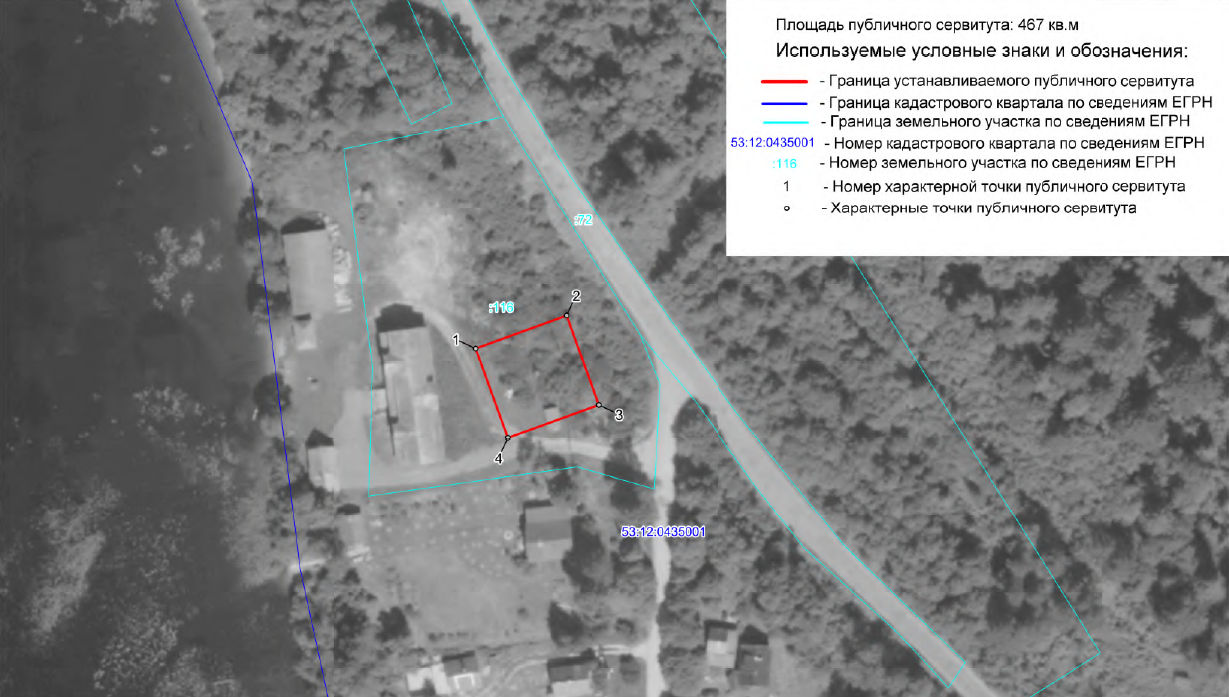 Площадь публичного сервитута: 467 кв.м
Используемые условные знаки и обозначения:
- Граница устанавливаемого публичного сервитута
- Граница кадастрового квартала по сведениям ЕГРН
- Граница земельного участка по сведениям ЕГРН
53:12:0435001 - Номер кадастрового квартала по сведениям ЕГРН
:116 - Номер земельного участка по сведениям ЕГРН
1 - Номер характерной точки публичного сервитута
- Характерные точки публичного сервитута
:72
:116
2
1
3
4
53:12:0435001